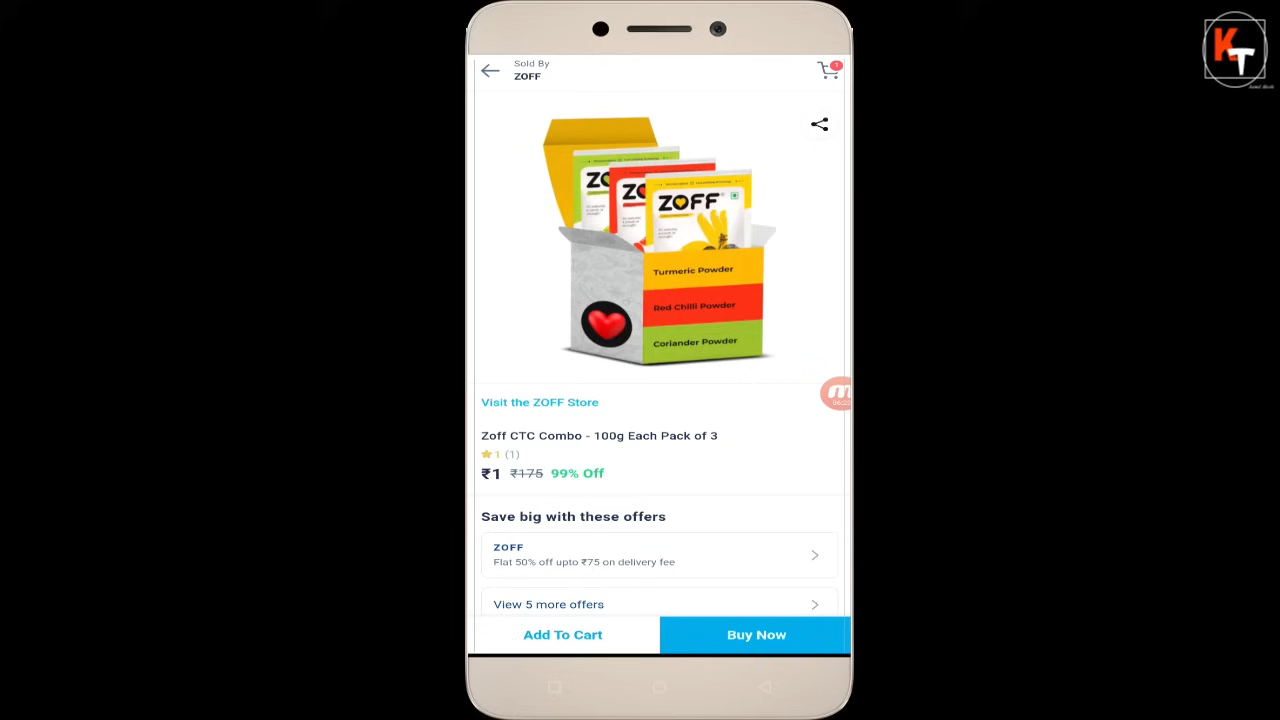 KT
Sold By
ZOFF
1
ZOFF
Turmeric Powder
Red Chilli Powder
Coriander Powder
Visit the ZOFF Store
Zoff CTC Combo - 100g Each Pack of 3
1 (1)
₹1 ₹175 99% Off
Save big with these offers
ZOFF
Flat 50% off upto ₹75 on delivery fee
View 5 more offers
Add To Cart
Buy Now